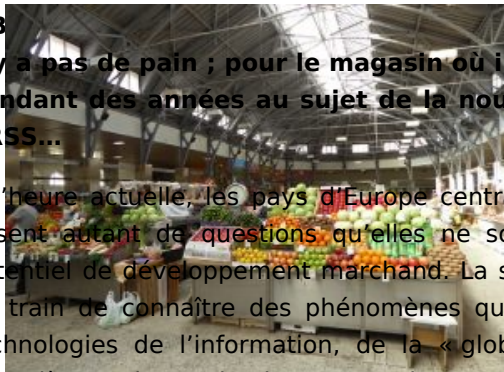 y a pas de pain ; pour le magasin où i
ndant des années au sujet de la nou
RSS…
’heure actuelle, les pays d’Europe centr
sent autant de questions qu’elles ne so
tentiel de développement marchand. La s
train de connaître des phénomènes qu
chnologies de l’information, de la « glob